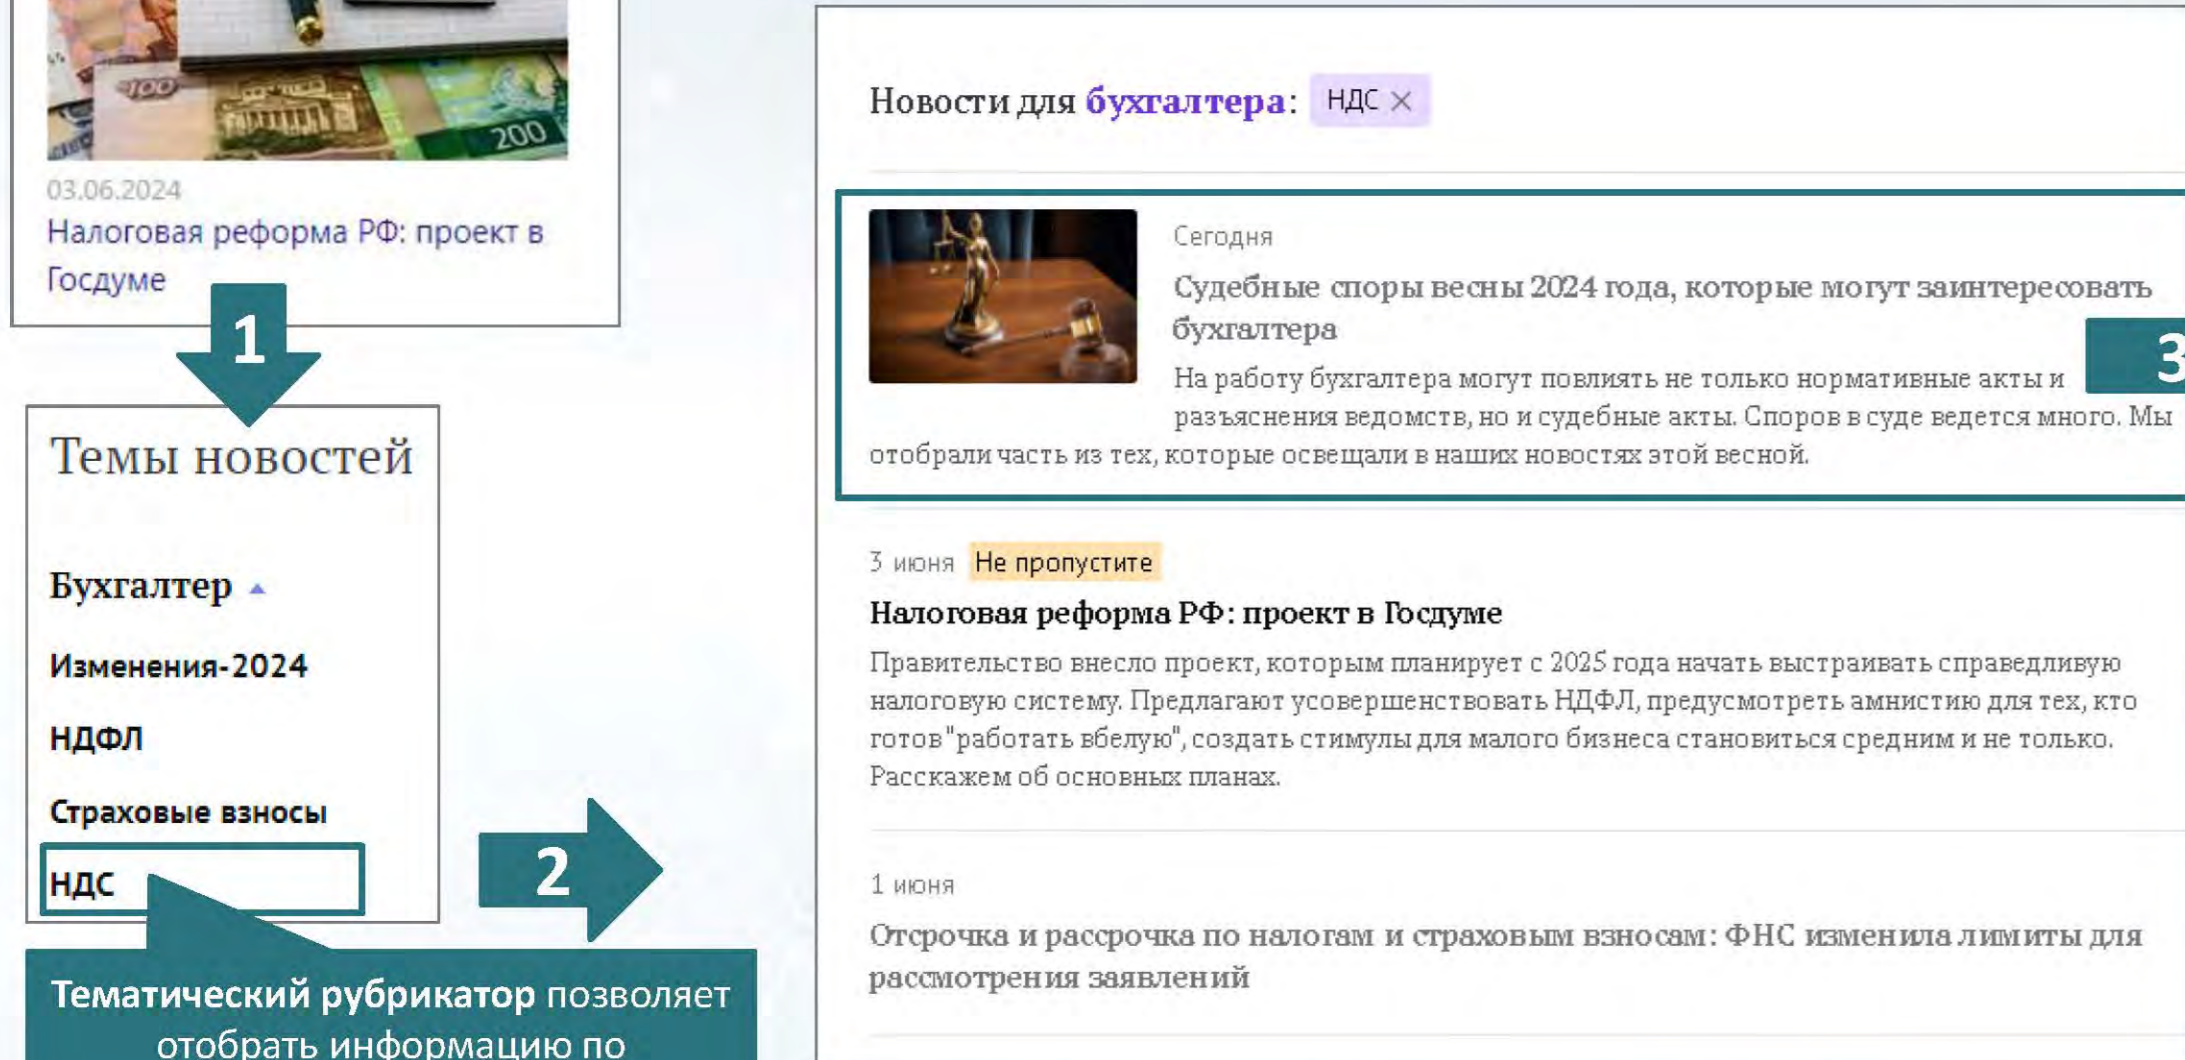 100
200
03.06.2024
Налоговая реформа РФ: проект в
Госдуме
1
Темы новостей
Бухгалтер
Изменения-2024
НДФЛ
Страховые взносы
НДС
2
Тематический рубрикатор позволяет
отобрать информацию по
Новости для бухгалтера: НДС ×
Сегодня
Судебные споры весны 2024 года, которые могут заинтересовать
бухгалтера
3
На работу бухгалтера могут повлиять не только нормативные акты и
разъяснения ведомств, но и судебные акты. Споров в суде ведется много. Мы
отобрали часть из тех, которые освещали в наших новостях этой весной.
3 июня Не пропустите
Налоговая реформа РФ: проект в Госдуме
Правительство внесло проект, которым планирует с 2025 года начать выстраивать справедливую
налоговую систему. Предлагают усовершенствовать НДФЛ, предусмотреть амнистию для тех, кто
готов "работать вбелую", создать стимулы для малого бизнеса становиться средним и не только.
Расскажем об основных планах.
1 июня
Отсрочка и рассрочка по налогам и страховым взносам: ФНС изменила лимиты для
рассмотрения заявлений